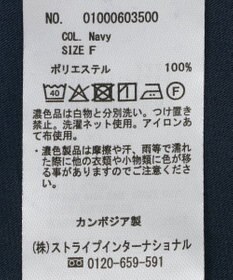 NO. 01000603500
COL. Navy
SIZE F
ポリエステル 100%
40 F
濃色品は白物と分別洗い。つけ置き
禁止。洗濯ネット使用。アイロンあ
て布使用。
・濃色製品は摩擦や汗、雨等で濡れ
た際に他の衣類や小物類に色が移
る事がありますのでご注意下さい。
カンボジア製
(株)ストライプインターナショナル
0120-659-591